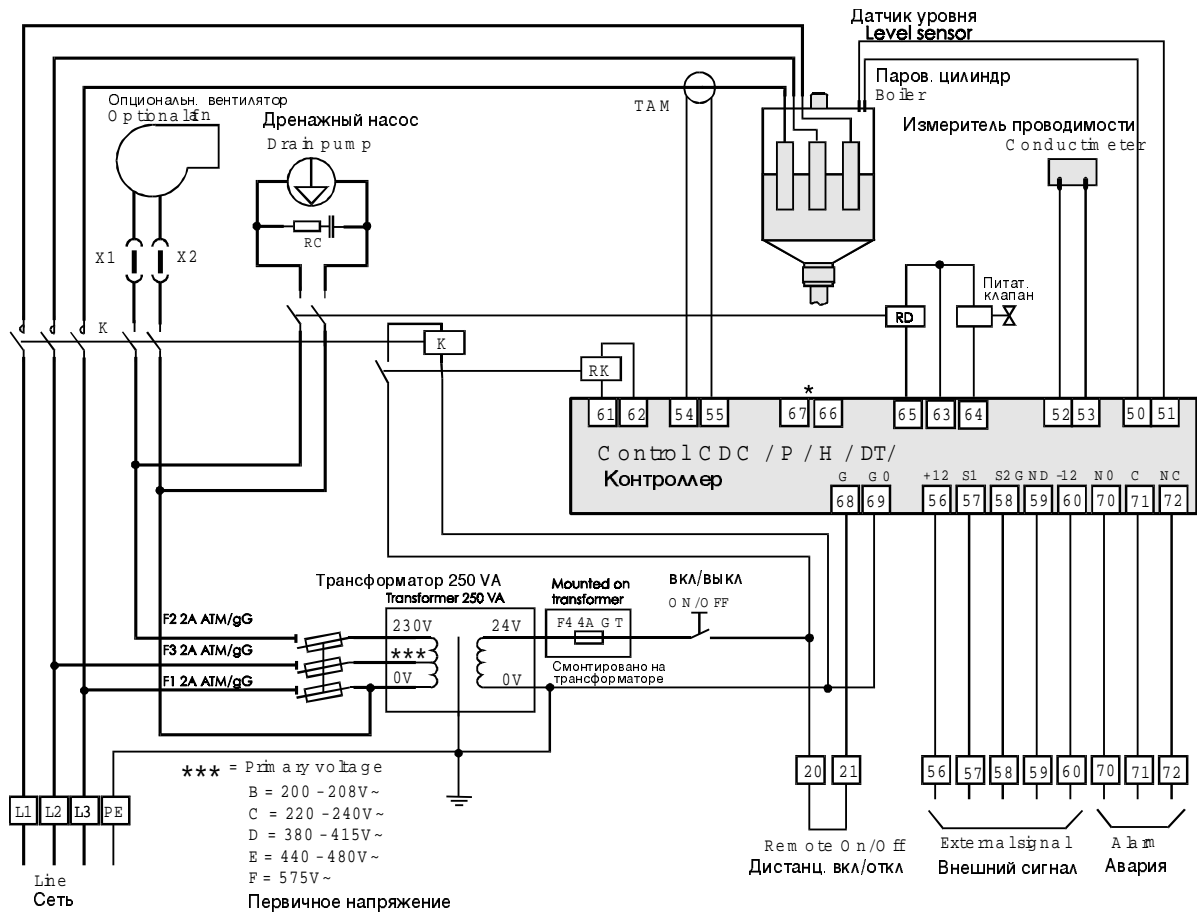 Датчик уровня
Level sensor
Паров. цилиндр
Boiler
Измеритель проводимости
Conductimeter
Опциональн. вентилятор
Optional fan
Дренажный насос
Drain pump
TAM
RC
X1
X2
Питат.
клапан
RD
K
K
RK
*
61
62
54
55
67
66
65
63
64
52
53
50
51
Control CDC / P / H / DT/
Контроллер
G
G0
+12
S1
S2
GND
-12
N0
C
NC
68
69
56
57
58
59
60
70
71
72
Трансформатор 250 VA
Transformer 250 VA
Mounted on
transformer
ВКЛ/ВЫКЛ
ON/OFF
F2 2A ATM/gG
F3 2A ATM/gG
F1 2A ATM/gG
230V
***
0V
24V
0V
F4 4A G T
Смонтировано на
трансформаторе
*** = Primary voltage
B = 200 - 208V~
C = 220 - 240V~
D = 380 - 415V~
E = 440 - 480V~
F = 575V~
Первичное напряжение
L1
L2
L3
PE
Line
Сеть
20
21
56
57
58
59
60
70
71
72
Remote On/Off
Дистанц. вкл/откл
External signal
Внешний сигнал
Alarm
Авария